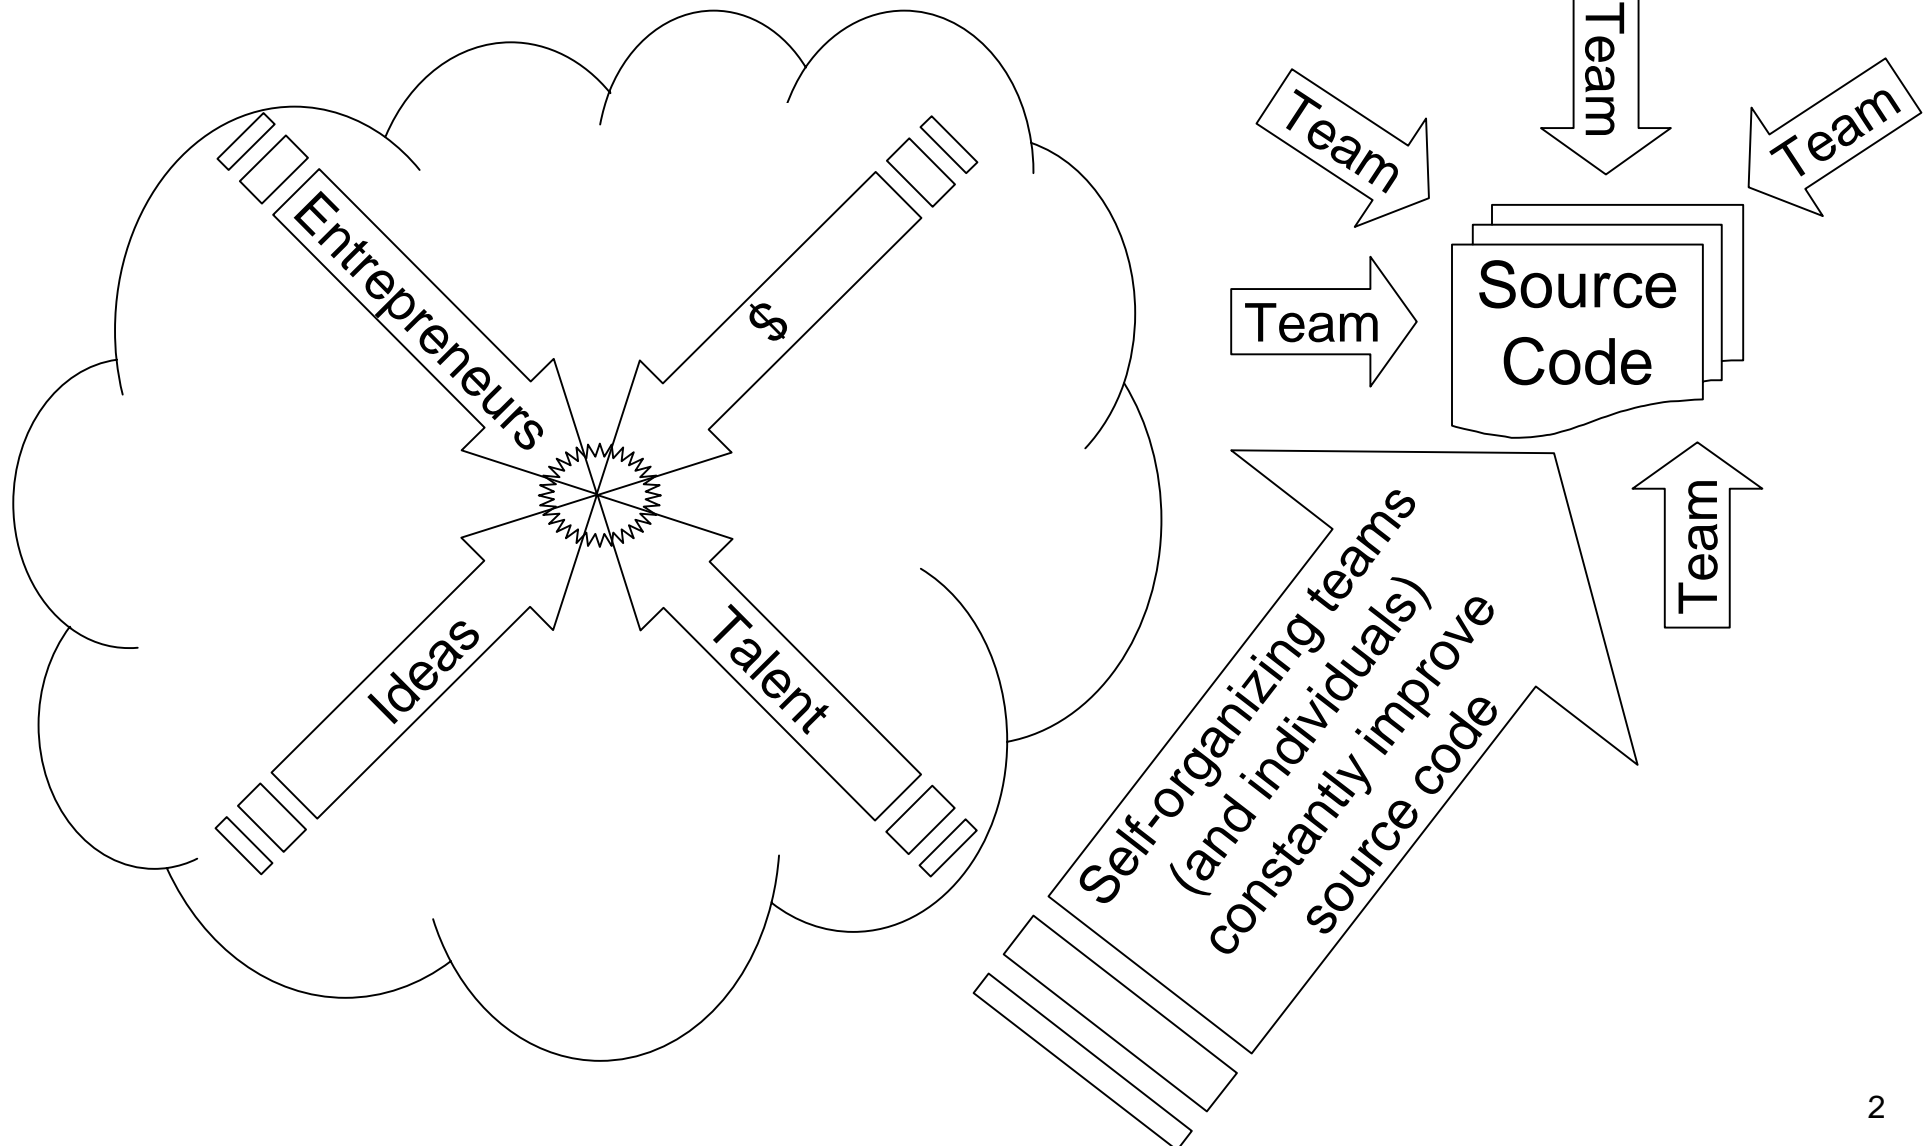 Entrepreneurs
$
Ideas
Talent
Team
Team
Team
Team
Source
Code
Team
Self-organizing teams
(and individuals)
constantly improve
source code
2